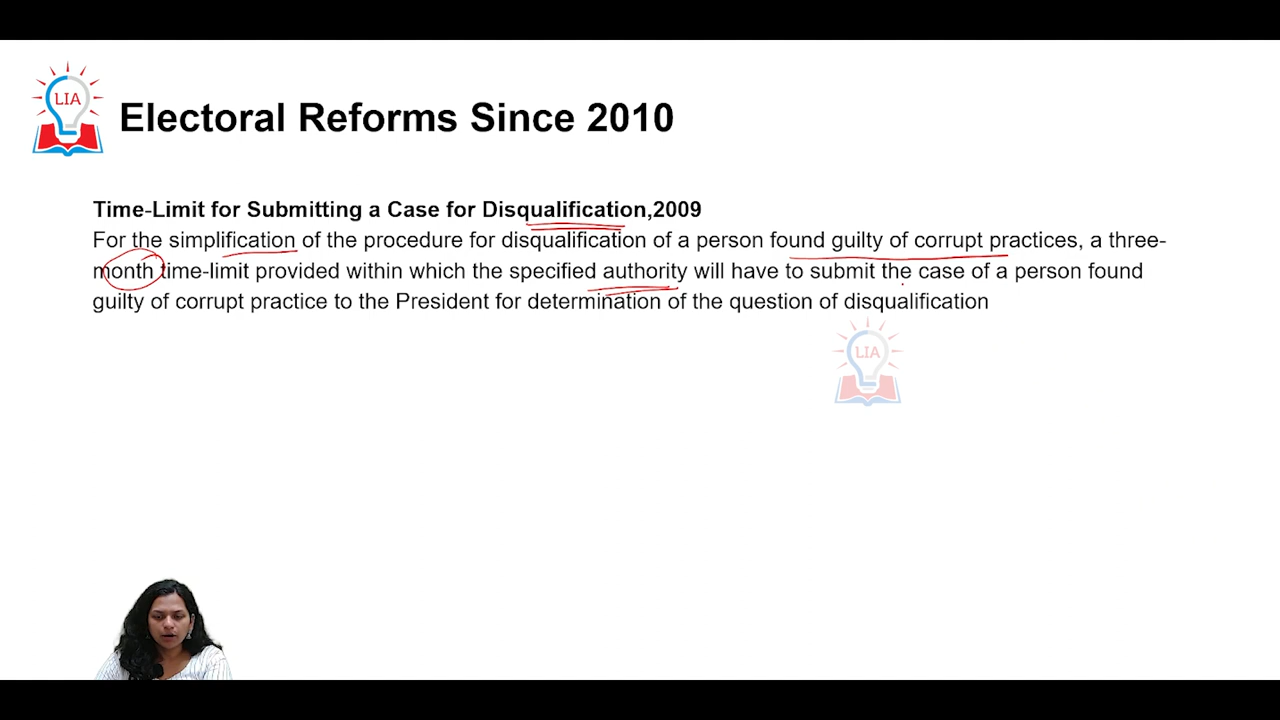 LIA
Electoral Reforms Since 2010
Time-Limit for Submitting a Case for Disqualification,2009
For the simplification of the procedure for disqualification of a person found guilty of corrupt practices, a three-
month time-limit provided within which the specified authority will have to submit the case of a person found
guilty of corrupt practice to the President for determination of the question of disqualification
LIA